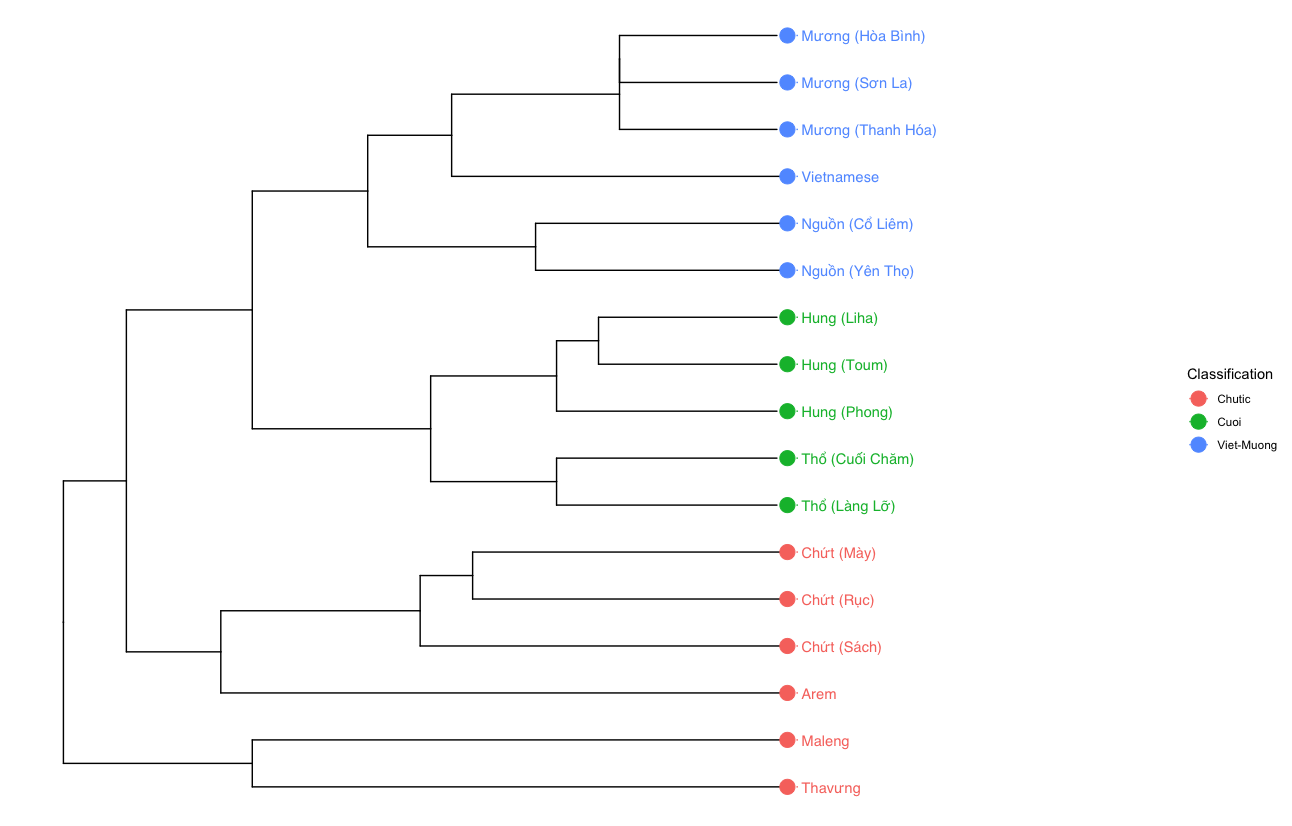 Mương (Hòa Bình)
Mương (Sơn La)
Mương (Thanh Hóa)
Vietnamese
Nguồn (Cổ Liêm)
Nguồn (Yên Thọ)
Hung (Liha)
Hung (Toum)
Hung (Phong)
Thổ (Cuối Chăm)
Thổ (Làng Lỡ)
Chứt (Mày)
Chứt (Rục)
Chứt (Sách)
Arem
Maleng
Thavưng
Classification
Chutic
Cuoi
Viet-Muong